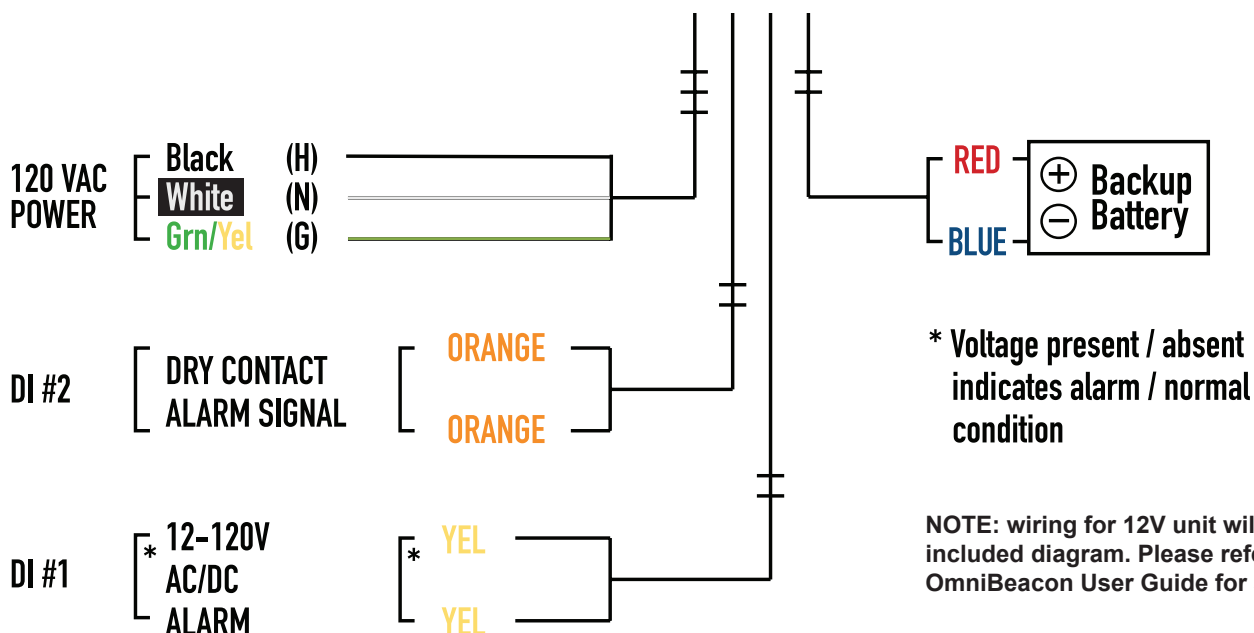 120 VAC
POWER
Black (H)
White (N)
Grn/Yel (G)
RED
BLUE
+
−
Backup
Battery
DI #2
DRY CONTACT
ALARM SIGNAL
ORANGE
ORANGE
* Voltage present / absent
indicates alarm / normal
condition
DI #1
* 12-120V
AC/DC
ALARM
*
YEL
YEL
NOTE: wiring for 12V unit
included diagram. Please
OmniBeacon User Guide for